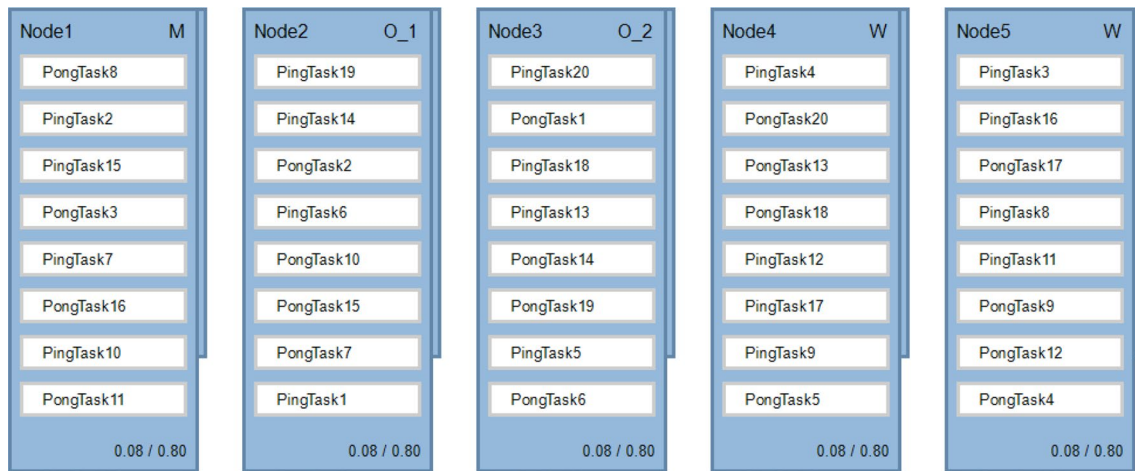 Node1 M
PongTask8
PingTask2
PingTask15
PongTask3
PingTask7
PongTask16
PingTask10
PongTask11
0.08 / 0.80
Node2 O_1
PingTask19
PingTask14
PongTask2
PingTask6
PongTask10
PongTask15
PongTask7
PingTask1
0.08 / 0.80
Node3 O_2
PingTask20
PongTask1
PingTask18
PingTask13
PongTask14
PongTask19
PingTask5
PongTask6
0.08 / 0.80
Node4 W
PingTask4
PongTask20
PongTask13
PongTask18
PingTask12
PingTask17
PingTask9
PongTask5
0.08 / 0.80
Node5 W
PingTask3
PingTask16
PongTask17
PingTask8
PingTask11
PongTask9
PongTask12
PongTask4
0.08 / 0.80